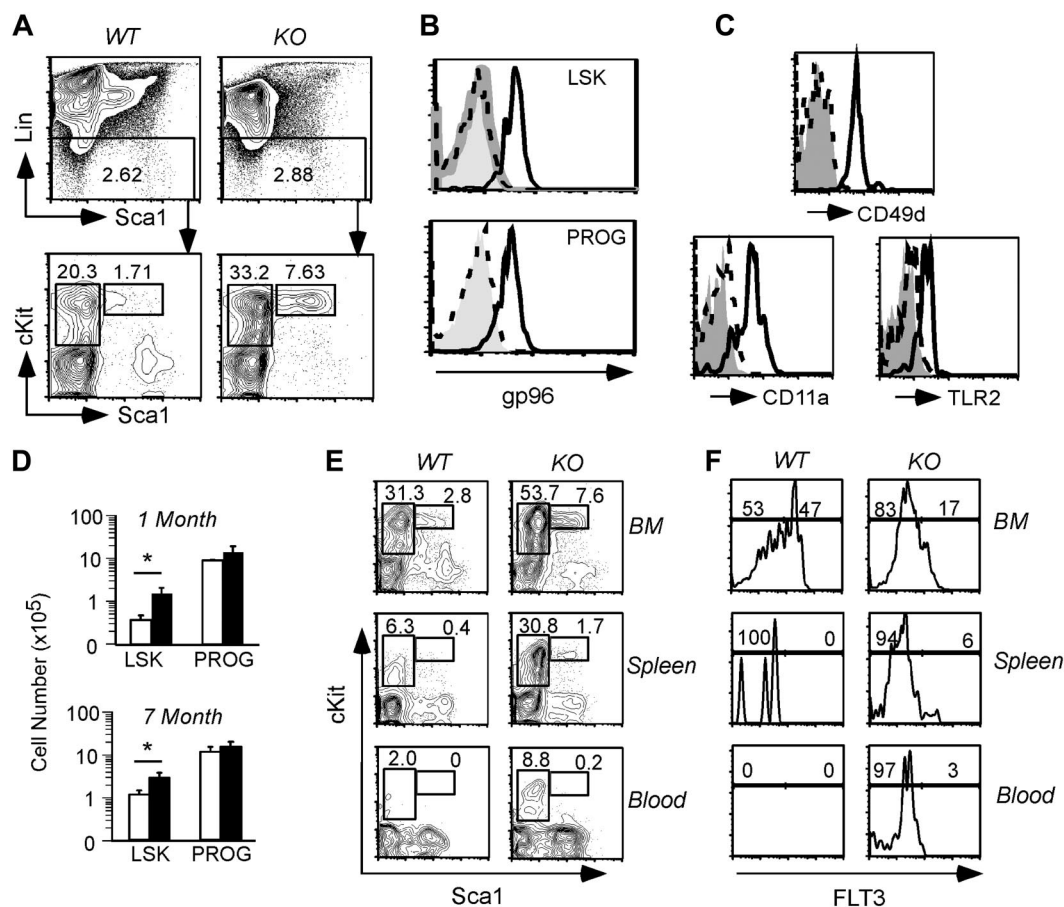 A
WT KO
Lin
2.62 2.88
Sca1
20.3 1.71 33.2 7.63
cKit
Sca1
B
LSK
PROG
gp96
C
CD49d
CD11a TLR2
D
1 Month
100
10
1
0
LSK PROG
*
7 Month
100
10
1
0
LSK PROG
*
Cell Number (x10⁵)
E
WT KO
31.3 2.8 53.7 7.6
BM
6.3 0.4 30.8 1.7
Spleen
2.0 0 8.8 0.2
Blood
cKit
Sca1
F
WT KO
53 47 83 17
BM
100 0 94 6
Spleen
0 0 97 3
Blood
FLT3